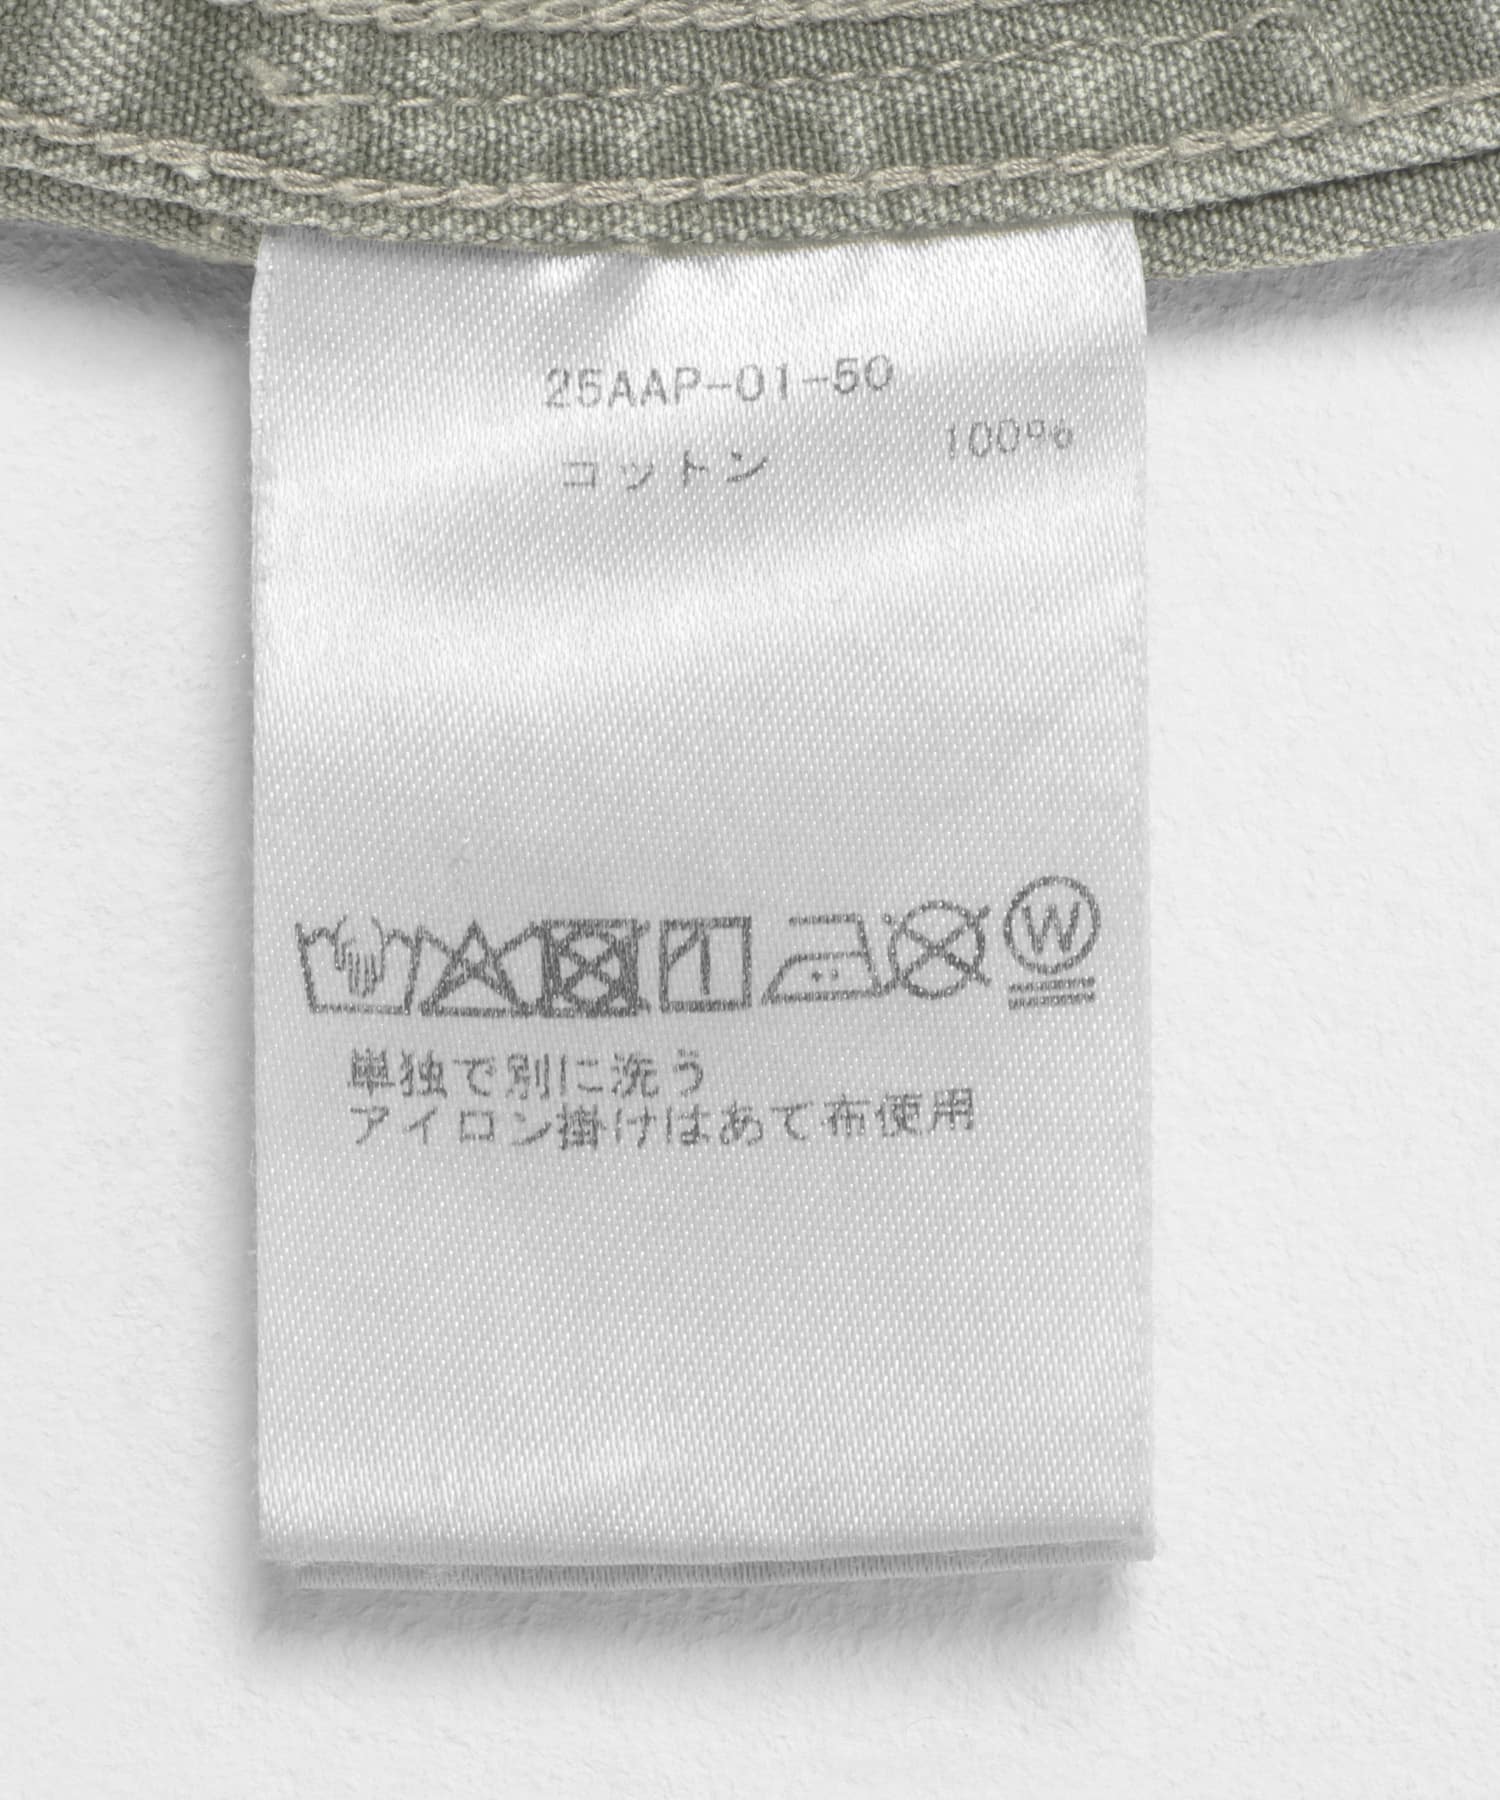 25AAP-01-50
コットン 100%
W
単独で別に洗う
アイロン掛けはあて布使用